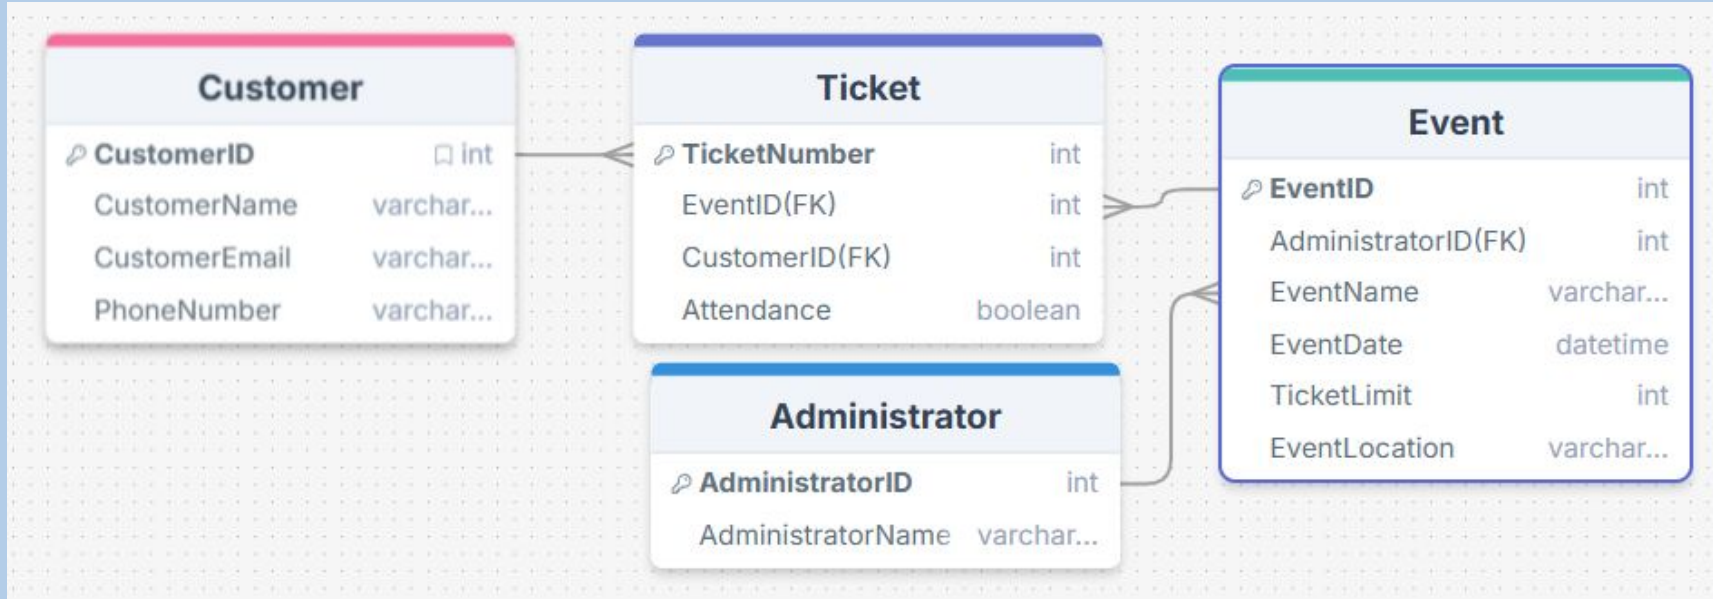 Customer
CustomerID int
CustomerName varchar...
CustomerEmail varchar...
PhoneNumber varchar...
Ticket
TicketNumber int
EventID(FK) int
CustomerID(FK) int
Attendance boolean
Administrator
AdministratorID int
AdministratorName varchar...
Event
EventID int
AdministratorID(FK) int
EventName varchar...
EventDate datetime
TicketLimit int
EventLocation varchar...